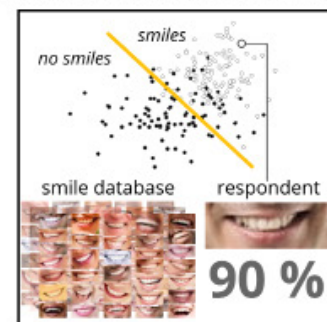 smiles
no smiles
smile database
respondent
90 %